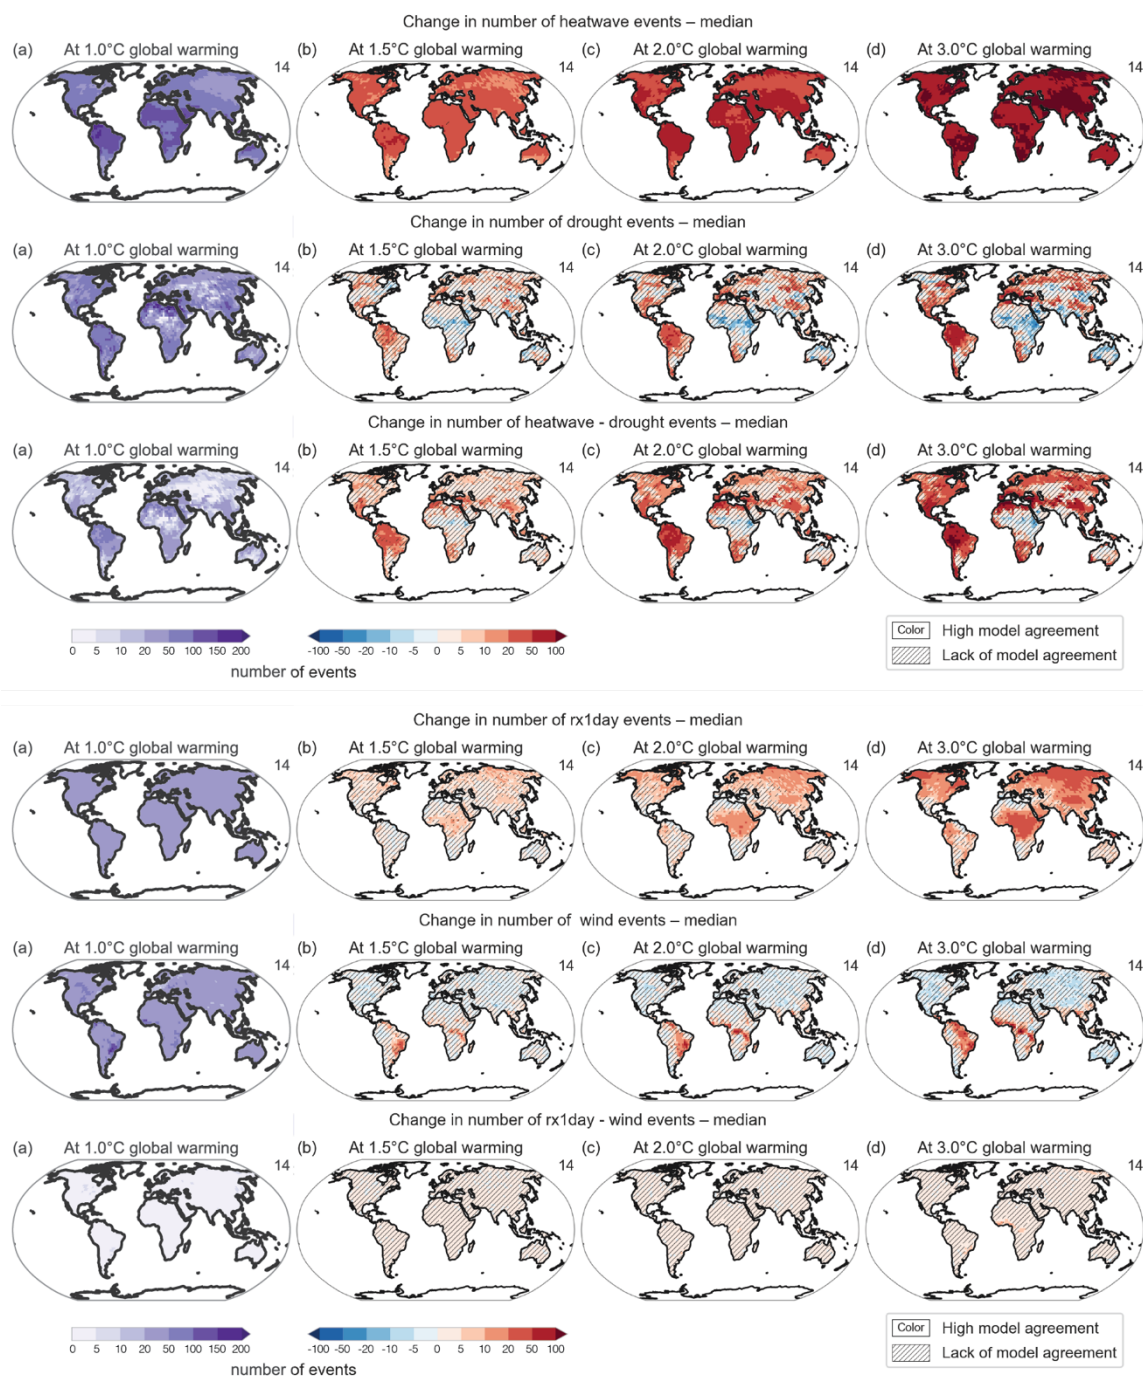 Change in number of heatwave events – median
(a) At 1.0°C global warming (b) At 1.5°C global warming (c) At 2.0°C global warming (d) At 3.0°C global warming
14 14 14 14
Change in number of drought events – median
(a) At 1.0°C global warming (b) At 1.5°C global warming (c) At 2.0°C global warming (d) At 3.0°C global warming
14 14 14 14
Change in number of heatwave - drought events – median
(a) At 1.0°C global warming (b) At 1.5°C global warming (c) At 2.0°C global warming (d) At 3.0°C global warming
14 14 14 14
0 5 10 20 50 100 150 200 -100 -50 -20 -10 -5 0 5 10 20 50 100
number of events
Color High model agreement
Lack of model agreement
Change in number of rx1day events – median
(a) At 1.0°C global warming (b) At 1.5°C global warming (c) At 2.0°C global warming (d) At 3.0°C global warming
14 14 14 14
Change in number of wind events – median
(a) At 1.0°C global warming (b) At 1.5°C global warming (c) At 2.0°C global warming (d) At 3.0°C global warming
14 14 14 14
Change in number of rx1day - wind events – median
(a) At 1.0°C global warming (b) At 1.5°C global warming (c) At 2.0°C global warming (d) At 3.0°C global warming
14 14 14 14
0 5 10 20 50 100 150 200 -100 -50 -20 -10 -5 0 5 10 20 50 100
number of events
Color High model agreement
Lack of model agreement